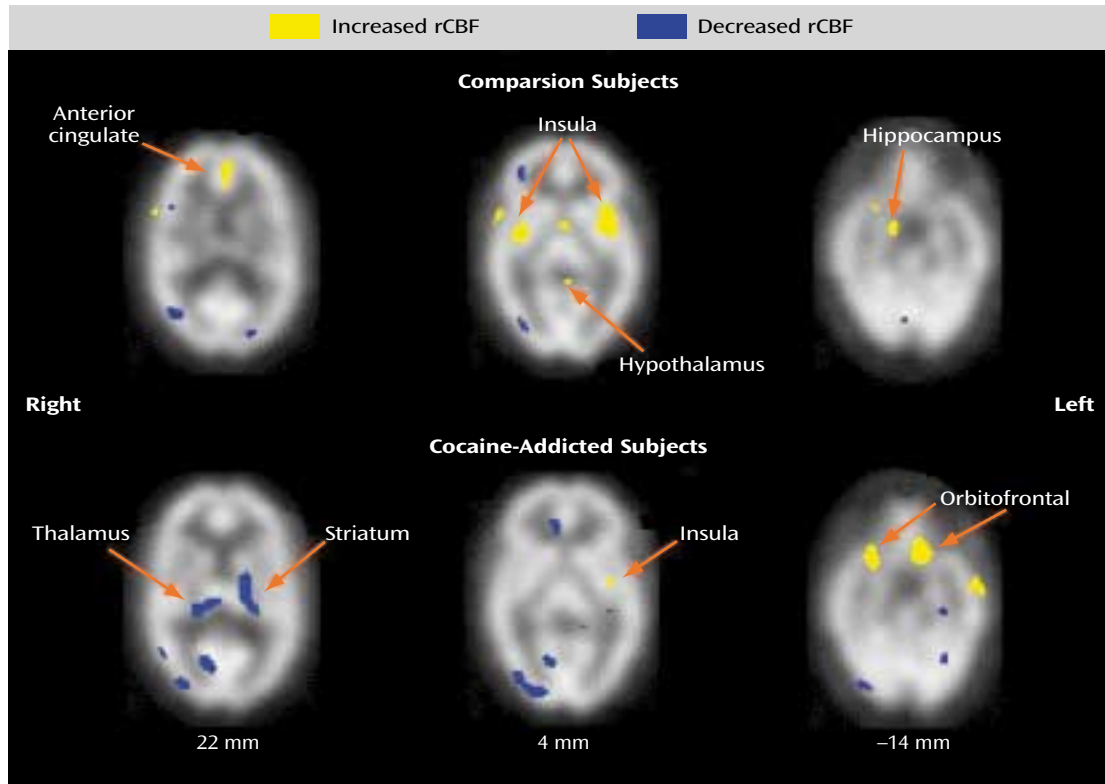 Increased rCBF
Decreased rCBF
Comparsion Subjects
Anterior
cingulate
Insula
Hippocampus
Hypothalamus
Right
Left
Cocaine-Addicted Subjects
Thalamus
Striatum
Insula
Orbitofrontal
22 mm
4 mm
–14 mm